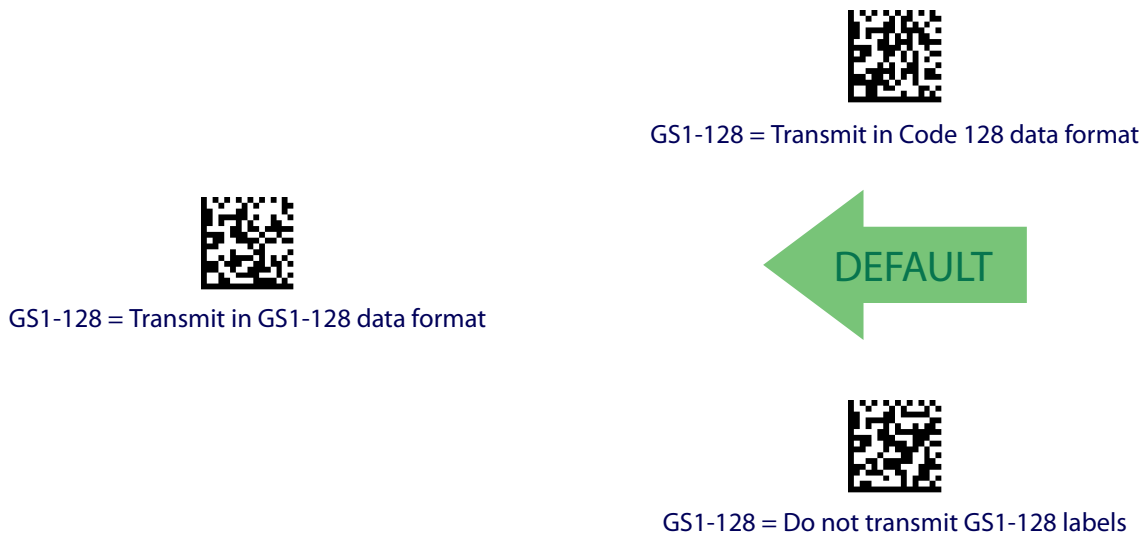 GS1-128 = Transmit in Code 128 data format
DEFAULT
GS1-128 = Transmit in GS1-128 data format
GS1-128 = Do not transmit GS1-128 labels